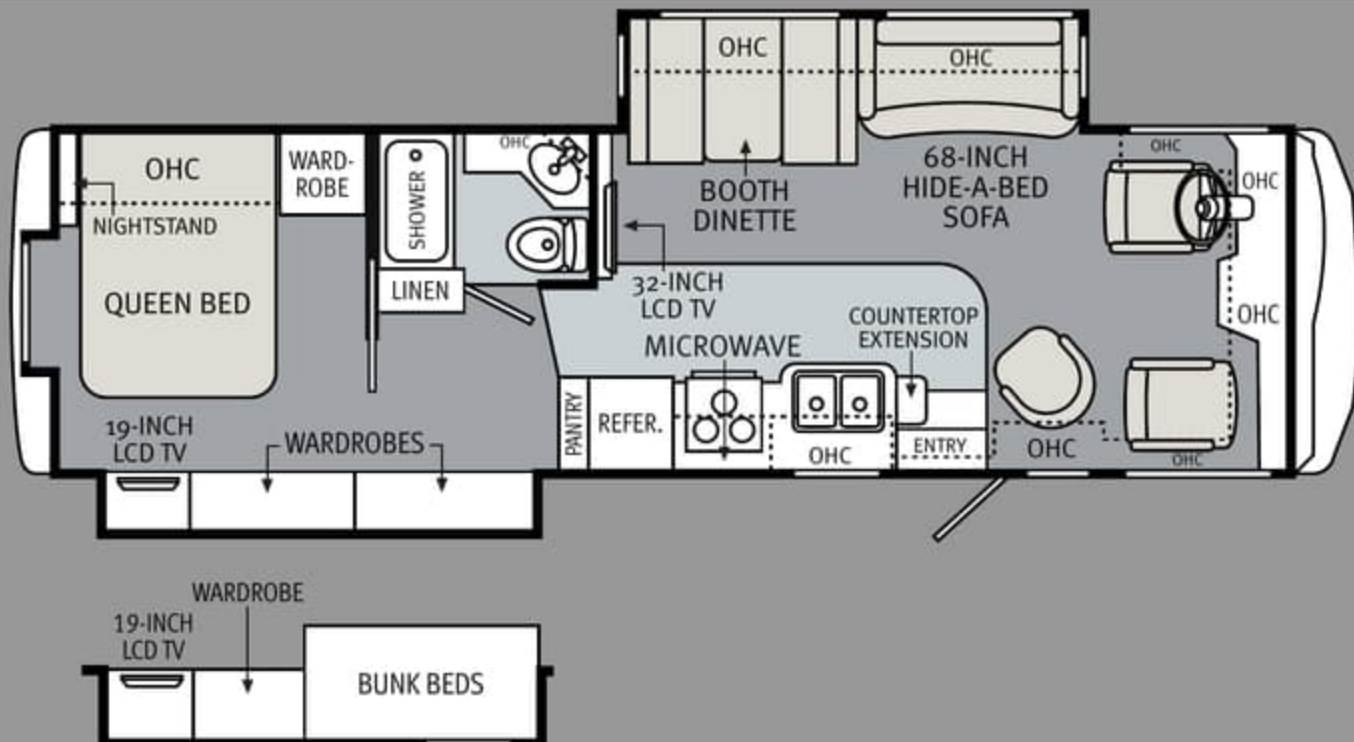 OHC
OHC
OHC
WARD-
ROBE
SHOWER
OHC
NIGHTSTAND
QUEEN BED
LINEN
BOOTH
DINETTE
68-INCH
HIDE-A-BED
SOFA
OHC
OHC
OHC
32-INCH
LCD TV
MICROWAVE
COUNTERTOP
EXTENSION
19-INCH
LCD TV
WARDROBES
PANTRY
REFER.
OHC
ENTRY
OHC
OHC
WARDROBE
19-INCH
LCD TV
BUNK BEDS